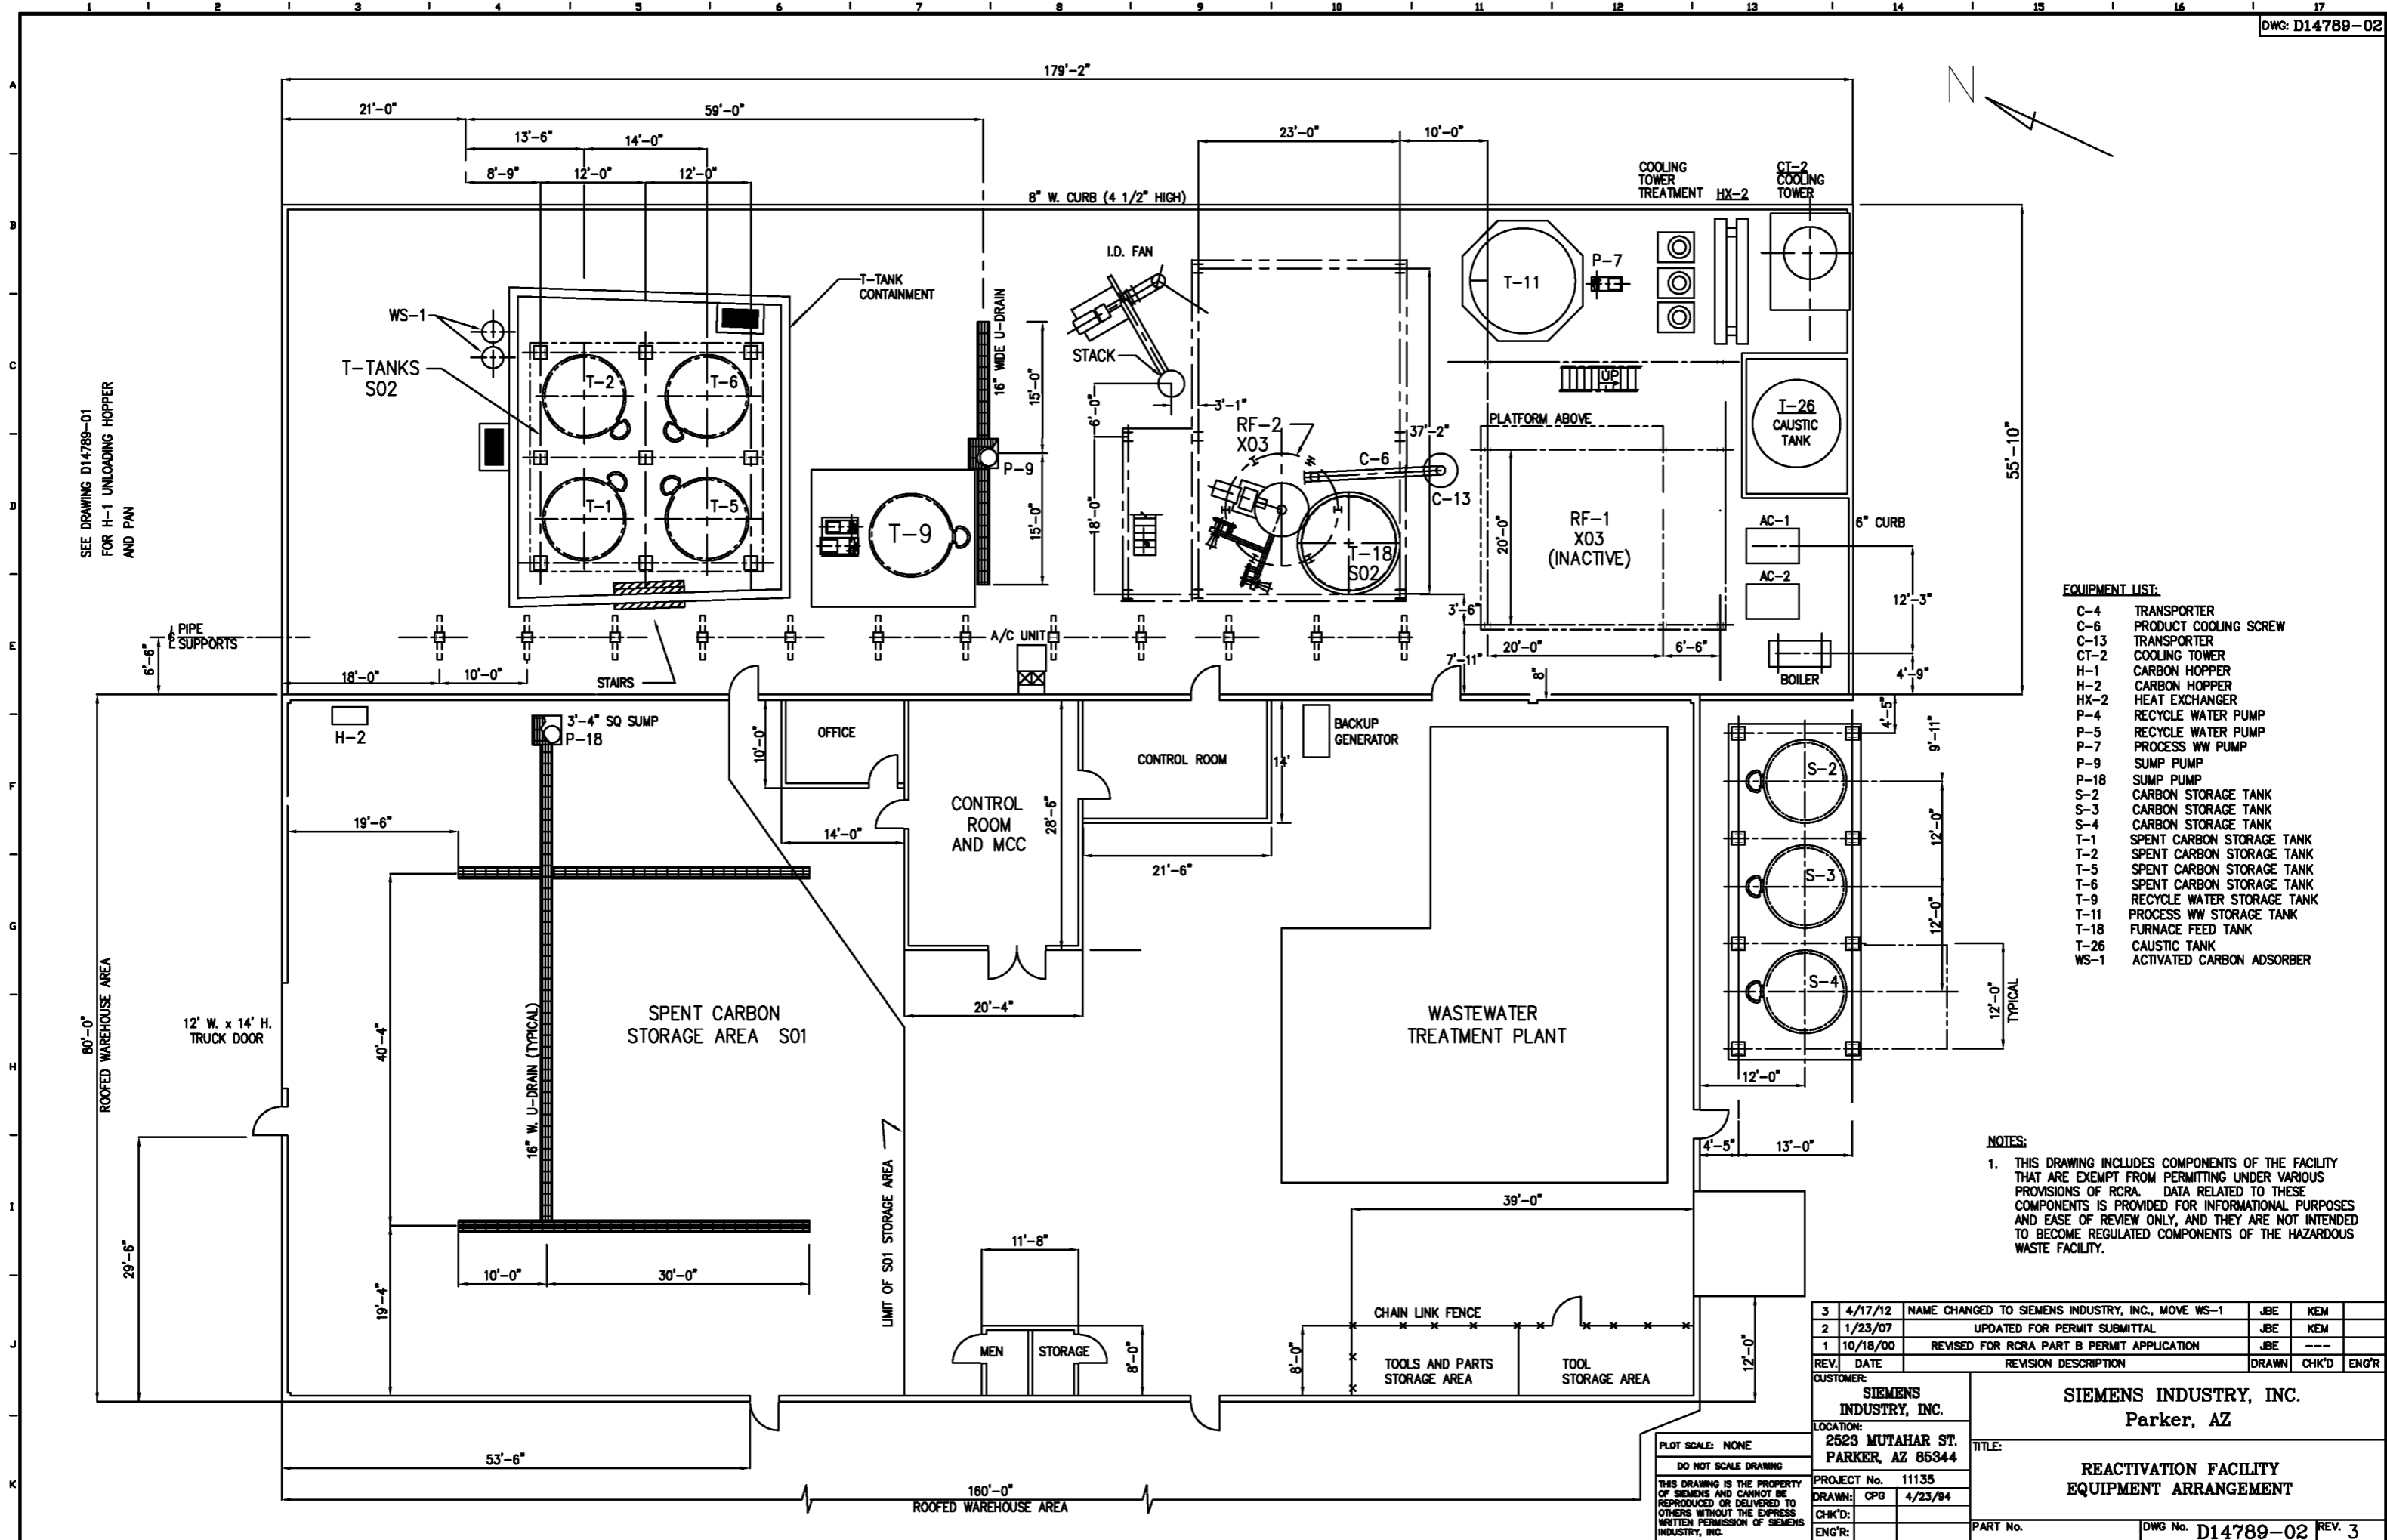 1 2 3 4 5 6 7 8 9 10 11 12 13 14 15 16 17
A
B
C
D
E
F
G
H
I
J
K
DWG: D14789-02
179'-2"
21'-0"
59'-0"
13'-6"
14'-0"
8'-9"
12'-0"
12'-0"
23'-0"
10'-0"
N
8" W. CURB (4 1/2" HIGH)
COOLING
TOWER
TREATMENT
HX-2
CT-2
COOLING
TOWER
I.D. FAN
T-TANK
CONTAINMENT
WS-1
T-TANKS
S02
T-2
T-6
T-1
T-5
16" WIDE U-DRAIN
15'-0"
15'-0"
P-9
T-9
STACK
6'-0"
3'-1"
18'-0"
37'-2"
RF-2
X03
C-6
C-13
T-18
S02
T-11
P-7
UP
PLATFORM ABOVE
RF-1
X03
(INACTIVE)
20'-0"
T-26
CAUSTIC
TANK
55'-10"
AC-1
6" CURB
AC-2
12'-3"
BOILER
4'-9"
3'-6"
7'-11"
20'-0"
6'-6"
8"
SEE DRAWING D14789-01
FOR H-1 UNLOADING HOPPER
AND PAN
PIPE
SUPPORTS
6'-6"
18'-0"
10'-0"
STAIRS
A/C UNIT
H-2
3'-4" SQ SUMP
P-18
10'-0"
OFFICE
14'-0"
CONTROL
ROOM
AND MCC
28'-6"
CONTROL ROOM
14'
21'-6"
BACKUP
GENERATOR
20'-4"
19'-6"
80'-0"
ROOFED WAREHOUSE AREA
12' W. x 14' H.
TRUCK DOOR
40'-4"
16" W. U-DRAIN (TYPICAL)
SPENT CARBON
STORAGE AREA S01
LIMIT OF S01 STORAGE AREA
WASTEWATER
TREATMENT PLANT
4'-5"
9'-11"
S-2
12'-0"
S-3
12'-0"
S-4
12'-0"
TYPICAL
12'-0"
4'-5"
13'-0"
29'-6"
10'-0"
30'-0"
19'-4"
11'-8"
MEN
STORAGE
8'-0"
39'-0"
CHAIN LINK FENCE
8'-0"
TOOLS AND PARTS
STORAGE AREA
TOOL
STORAGE AREA
12'-0"
53'-6"
160'-0"
ROOFED WAREHOUSE AREA
EQUIPMENT LIST:
C-4 TRANSPORTER
C-6 PRODUCT COOLING SCREW
C-13 TRANSPORTER
CT-2 COOLING TOWER
H-1 CARBON HOPPER
H-2 CARBON HOPPER
HX-2 HEAT EXCHANGER
P-4 RECYCLE WATER PUMP
P-5 RECYCLE WATER PUMP
P-7 PROCESS WW PUMP
P-9 SUMP PUMP
P-18 SUMP PUMP
S-2 CARBON STORAGE TANK
S-3 CARBON STORAGE TANK
S-4 CARBON STORAGE TANK
T-1 SPENT CARBON STORAGE TANK
T-2 SPENT CARBON STORAGE TANK
T-5 SPENT CARBON STORAGE TANK
T-6 SPENT CARBON STORAGE TANK
T-9 RECYCLE WATER STORAGE TANK
T-11 PROCESS WW STORAGE TANK
T-18 FURNACE FEED TANK
T-26 CAUSTIC TANK
WS-1 ACTIVATED CARBON ADSORBER
NOTES:
1. THIS DRAWING INCLUDES COMPONENTS OF THE FACILITY
THAT ARE EXEMPT FROM PERMITTING UNDER VARIOUS
PROVISIONS OF RCRA. DATA RELATED TO THESE
COMPONENTS IS PROVIDED FOR INFORMATIONAL PURPOSES
AND EASE OF REVIEW ONLY, AND THEY ARE NOT INTENDED
TO BECOME REGULATED COMPONENTS OF THE HAZARDOUS
WASTE FACILITY.
3 4/17/12 NAME CHANGED TO SIEMENS INDUSTRY, INC., MOVE WS-1 JBE KEM
2 1/23/07 UPDATED FOR PERMIT SUBMITTAL JBE KEM
1 10/18/00 REVISED FOR RCRA PART B PERMIT APPLICATION JBE ---
REV. DATE REVISION DESCRIPTION DRAWN CHK'D ENG'R
CUSTOMER:
SIEMENS
INDUSTRY, INC.
LOCATION:
2523 MUTAHAR ST.
PARKER, AZ 85344
PROJECT No. 11135
DRAWN: CPG 4/23/94
CHK'D:
ENG'R:
SIEMENS INDUSTRY, INC.
Parker, AZ
TITLE:
REACTIVATION FACILITY
EQUIPMENT ARRANGEMENT
PART No.
DWG No. D14789-02 REV. 3
PLOT SCALE: NONE
DO NOT SCALE DRAWING
THIS DRAWING IS THE PROPERTY
OF SIEMENS AND CANNOT BE
REPRODUCED OR DELIVERED TO
OTHERS WITHOUT THE EXPRESS
WRITTEN PERMISSION OF SIEMENS
INDUSTRY, INC.